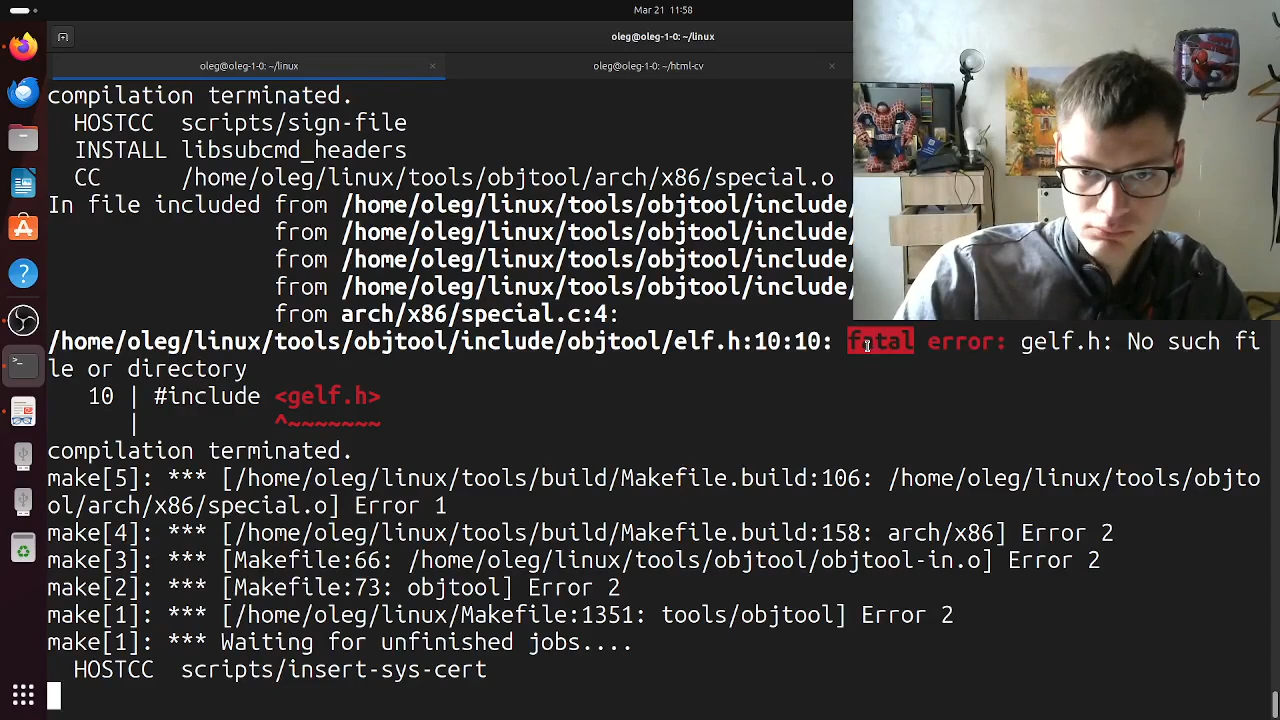 Mar 21 11:58
oleg@oleg-1-0: ~/linux
oleg@oleg-1-0: ~/linux
oleg@oleg-1-0: ~/html-cv
compilation terminated.
HOSTCC scripts/sign-file
INSTALL libsubcmd_headers
CC /home/oleg/linux/tools/objtool/arch/x86/special.o
In file included from /home/oleg/linux/tools/objtool/include/
from /home/oleg/linux/tools/objtool/include/
from /home/oleg/linux/tools/objtool/include/
from /home/oleg/linux/tools/objtool/include/
from arch/x86/special.c:4:
/home/oleg/linux/tools/objtool/include/objtool/elf.h:10:10: fatal error: gelf.h: No such fi
le or directory
10 | #include <gelf.h>
| ^~~~~~~~
compilation terminated.
make[5]: *** [/home/oleg/linux/tools/build/Makefile.build:106: /home/oleg/linux/tools/objto
ol/arch/x86/special.o] Error 1
make[4]: *** [/home/oleg/linux/tools/build/Makefile.build:158: arch/x86] Error 2
make[3]: *** [Makefile:66: /home/oleg/linux/tools/objtool/objtool-in.o] Error 2
make[2]: *** [Makefile:73: objtool] Error 2
make[1]: *** [/home/oleg/linux/Makefile:1351: tools/objtool] Error 2
make[1]: *** Waiting for unfinished jobs....
HOSTCC scripts/insert-sys-cert